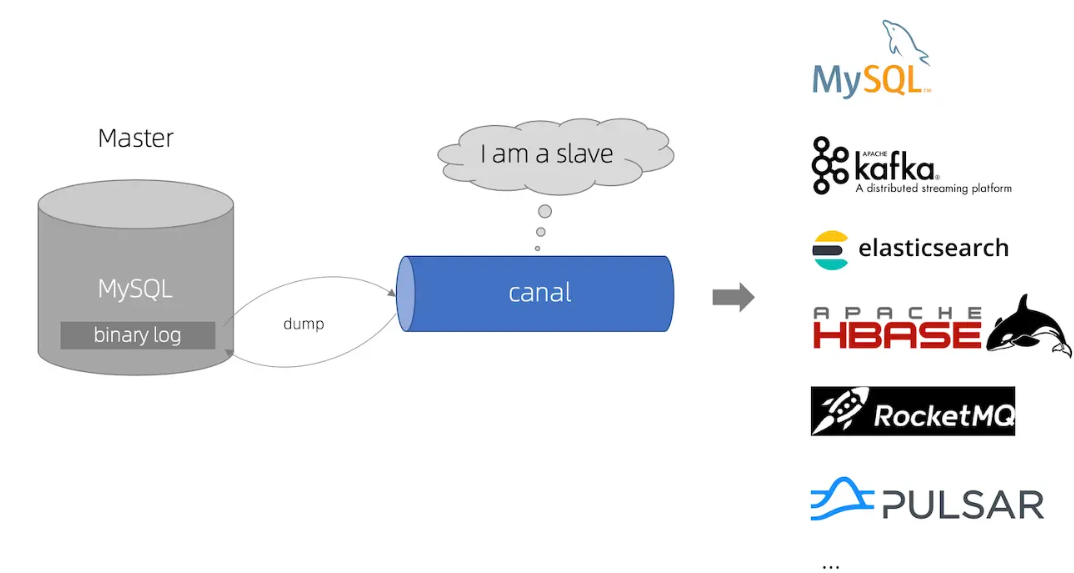 Master
MySQL
binary log
dump
I am a slave
canal
MySQL™
APACHE
kafka®
A distributed streaming platform
elasticsearch
APACHE
HBASE
RocketMQ
PULSAR
...